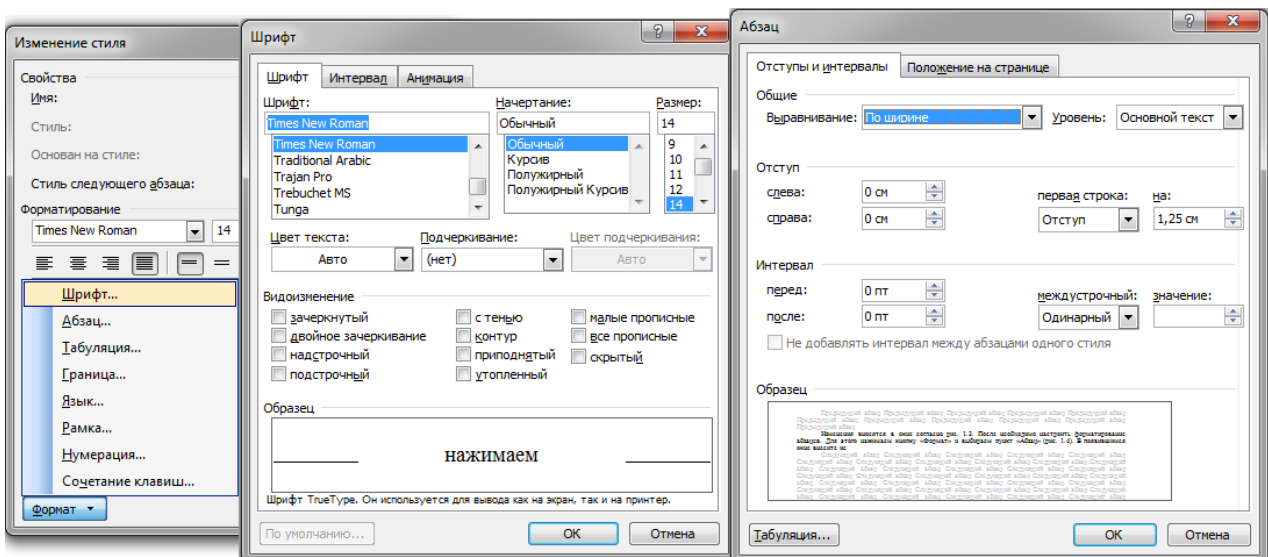 Изменение стиля
Свойства
Имя:
Стиль:
Основан на стиле:
Стиль следующего абзаца:
Форматирование
Times New Roman 14
Шрифт...
Абзац...
Табуляция...
Граница...
Язык...
Рамка...
Нумерация...
Сочетание клавиш...
Формат
Шрифт
Шрифт Интервал Анимация
Шрифт: Начертание: Размер:
Times New Roman Обычный 14
Times New Roman Обычный 9
Traditional Arabic Курсив 10
Trajan Pro Полужирный 11
Trebuchet MS Полужирный Курсив 12
Tunga 14
Цвет текста: Подчеркивание: Цвет подчеркивания:
Авто (нет) Авто
Видоизменение
зачеркнутый с тенью малые прописные
двойное зачеркивание контур все прописные
надстрочный приподнятый скрытый
подстрочный утопленный
Образец
нажимаем
Шрифт TrueType. Он используется для вывода как на экран, так и на принтер.
По умолчанию... ОК Отмена
Абзац
Отступы и интервалы Положение на странице
Общие
Выравнивание: По ширине Уровень: Основной текст
Отступ
слева: 0 см первая строка: на:
справа: 0 см Отступ 1,25 см
Интервал
перед: 0 пт междустрочный: значение:
после: 0 пт Одинарный
Не добавлять интервал между абзацами одного стиля
Образец
Табуляция... ОК Отмена